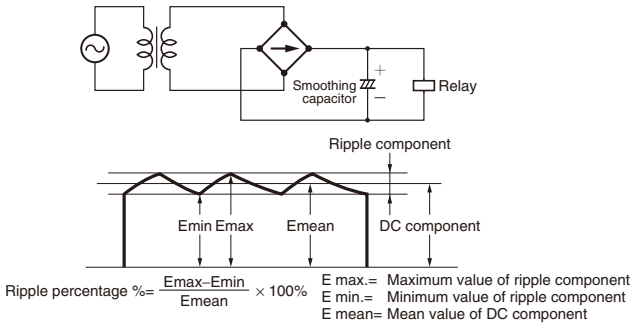 Smoothing
capacitor
+
−
Relay
Ripple component
Emin Emax Emean DC component
Ripple percentage %= Emax–Emin / Emean × 100%
E max.= Maximum value of ripple component
E min.= Minimum value of ripple component
E mean= Mean value of DC component